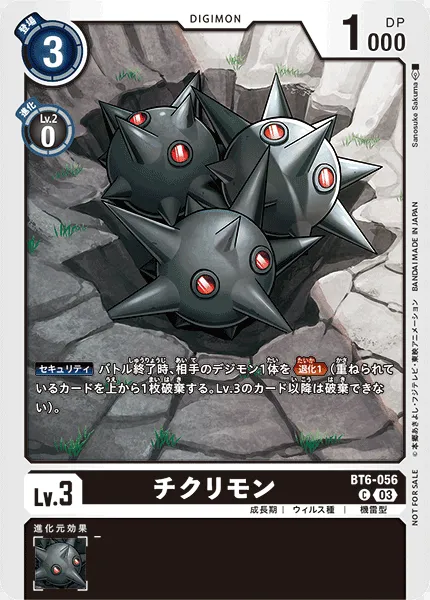 登場
3
DIGIMON
1000
DP
進化
Lv.2
0
Sanosuke Sakuma
BANDAI MADE IN JAPAN
©本郷あきよし・フジテレビ・東映アニメーション
NOT FOR SALE
セキュリティ バトル終了時、相手のデジモン1体を 退化1 (重ねられて
いるカードを上から1枚破棄する。Lv.3のカード以降は破棄できな
い)。
BT6-056
Lv.3
チクリモン
C 03
成長期 | ウィルス種 | 機雷型
進化元効果
-